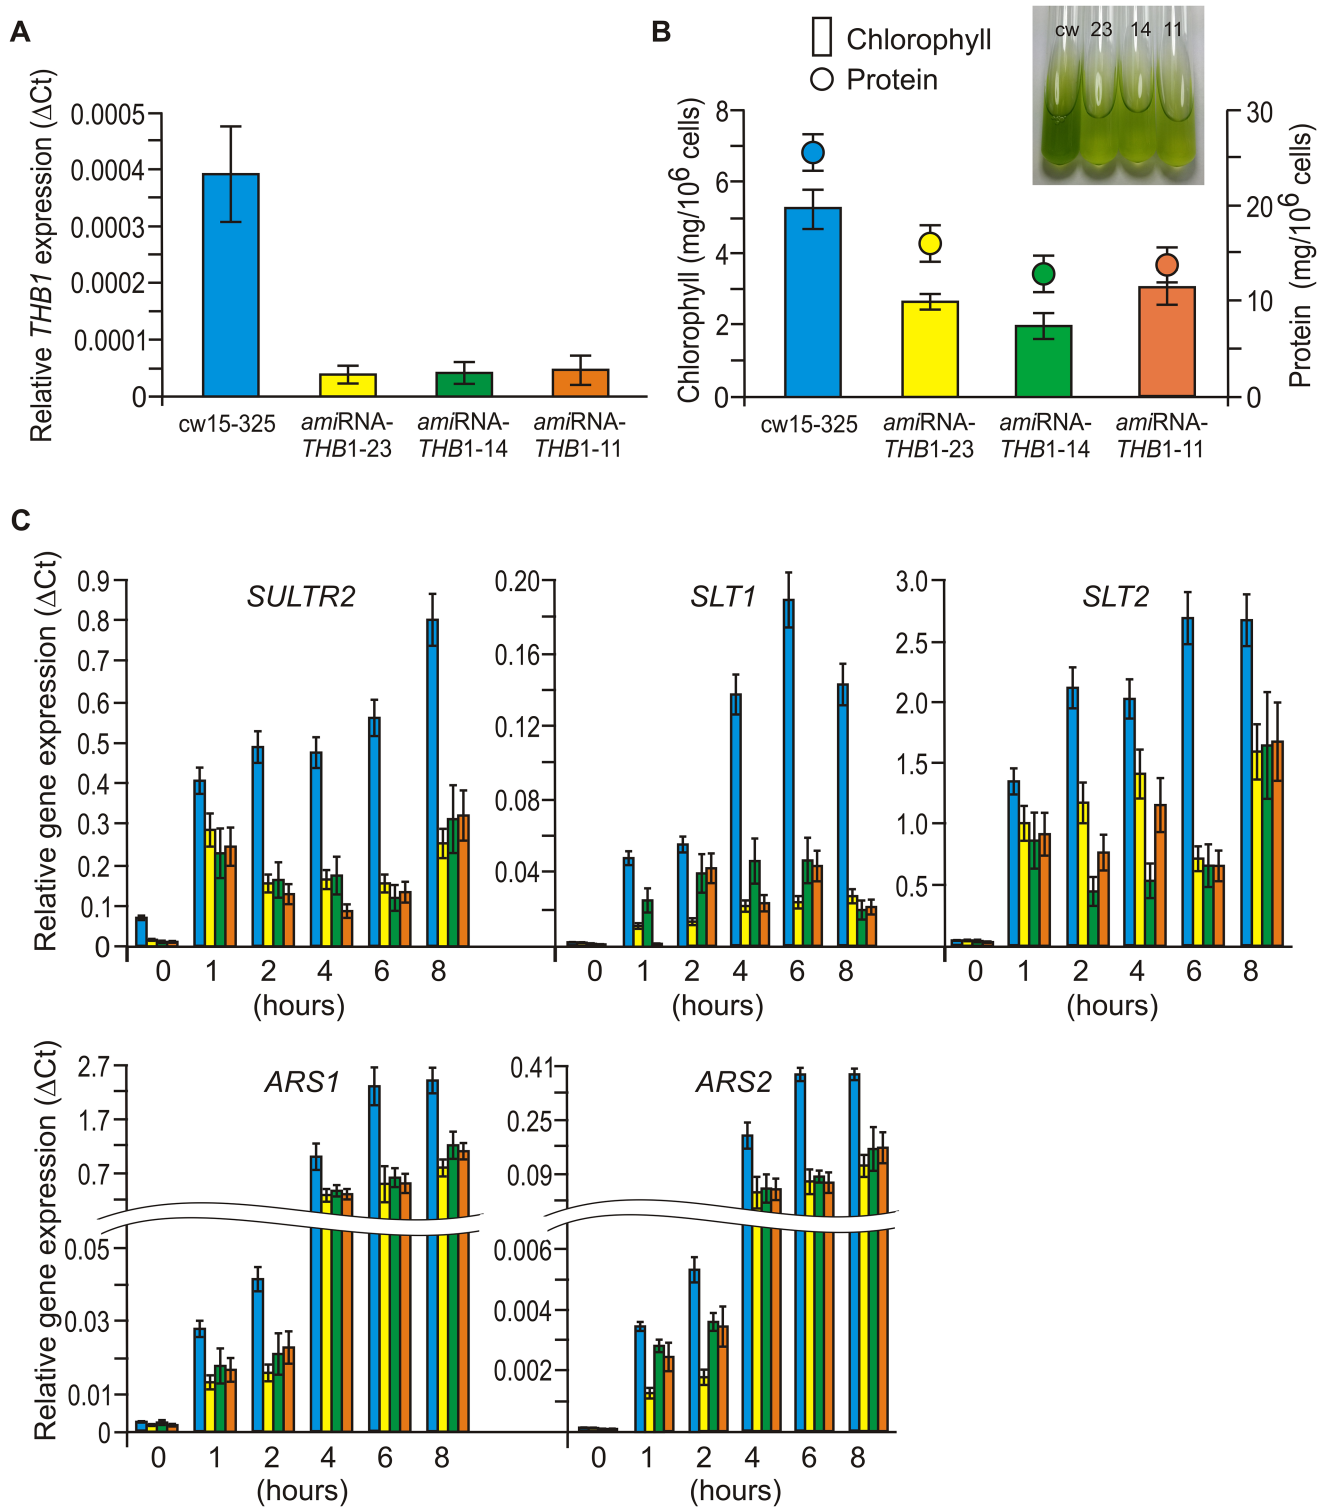 A
Relative THB1 expression (ΔCt)
0.0005
0.0004
0.0003
0.0002
0.0001
0
cw15-325
amiRNA-
THB1-23
amiRNA-
THB1-14
amiRNA-
THB1-11
B
Chlorophyll
Protein
cw 23 14 11
Chlorophyll (mg/10⁶ cells)
8
6
4
2
0
30
20
10
0
Protein (mg/10⁶ cells)
cw15-325
amiRNA-
THB1-23
amiRNA-
THB1-14
amiRNA-
THB1-11
C
Relative gene expression (ΔCt)
SULTR2
0.9
0.8
0.7
0.6
0.5
0.4
0.3
0.2
0.1
0
0 1 2 4 6 8
(hours)
SLT1
0.20
0.16
0.12
0.08
0.04
0 1 2 4 6 8
(hours)
SLT2
3.0
2.5
2.0
1.5
1.0
0.5
0 1 2 4 6 8
(hours)
Relative gene expression (ΔCt)
Relative gene expression (ΔCt)
ARS1
2.7
1.7
0.7
0.05
0.03
0.01
0
0 1 2 4 6 8
(hours)
ARS2
0.41
0.25
0.09
0.006
0.004
0.002
0 1 2 4 6 8
(hours)